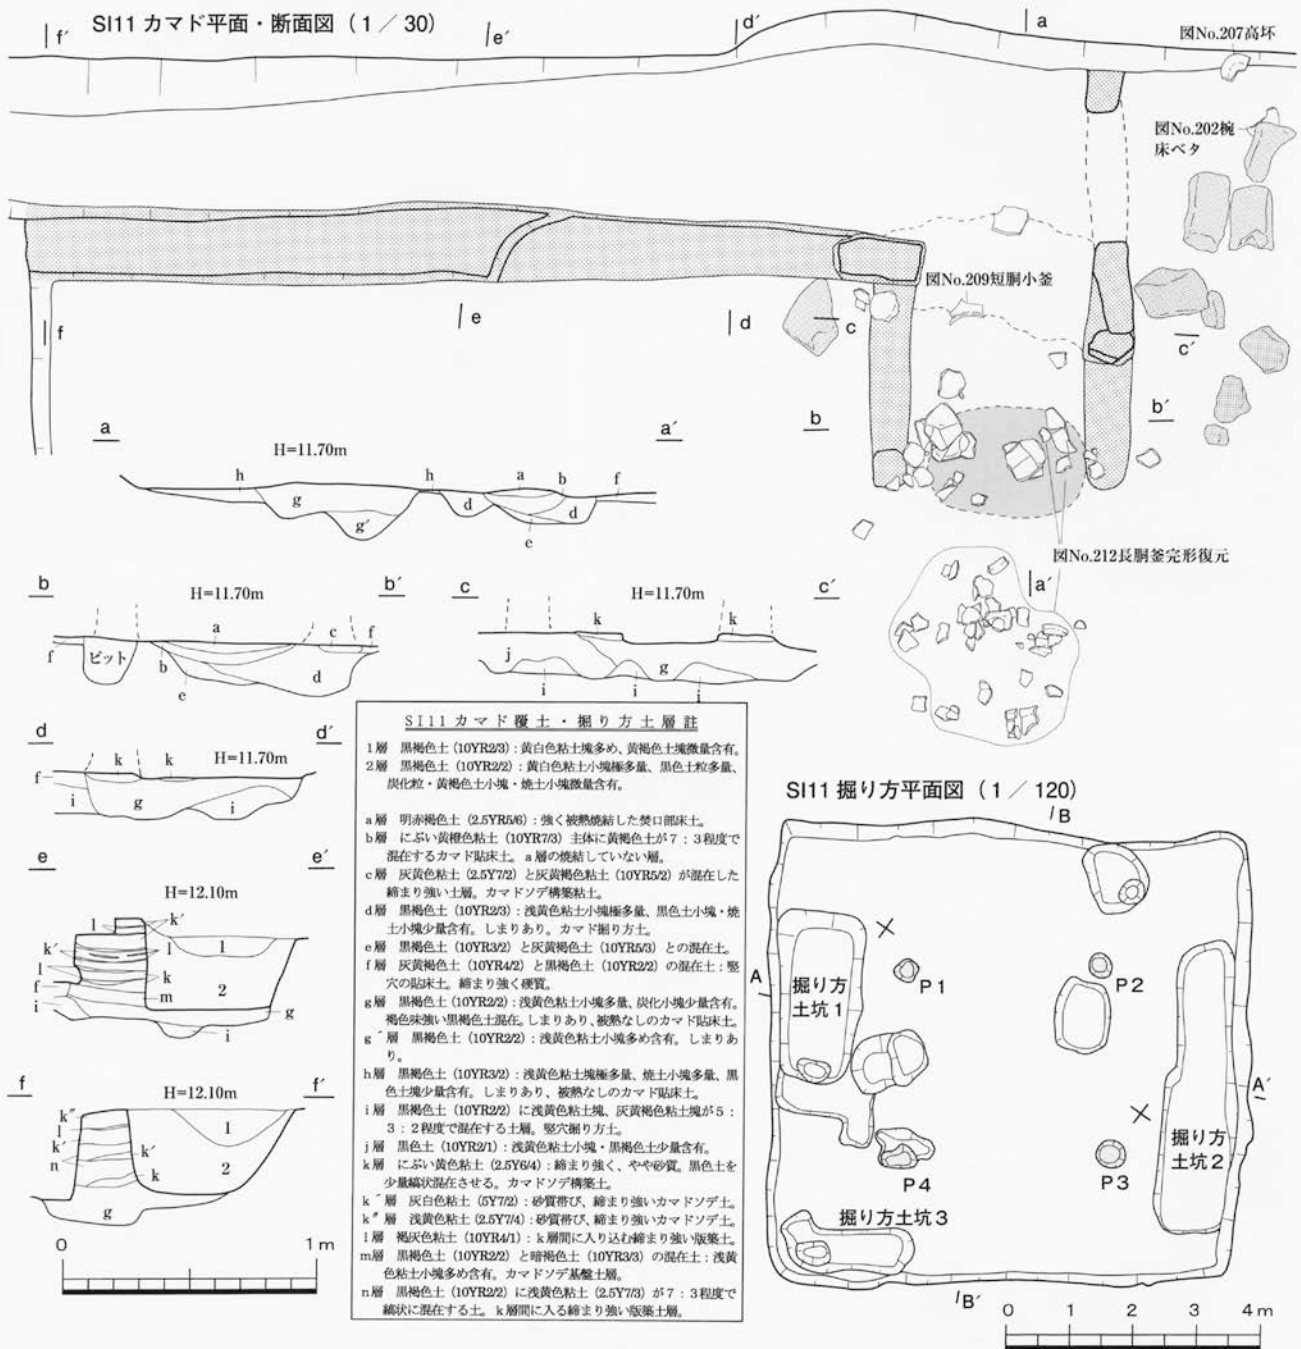 SI11 カマド平面・断面図（1／30）
f′
e′
d′
a
図No.207高坏
図No.202椀
床ベタ
図No.209短胴小釜
f
e
d
c
c′
b
b′
a
H=11.70m
a′
h
g
g′
h
a
b
d
d
e
f
図No.212長胴釜完形復元
a′
b
H=11.70m
b′
f
ピット
a
b
e
c
f
d
c
H=11.70m
c′
k
k
j
g
i
i
i
d
d′
H=11.70m
k
k
f
i
g
i
e
e′
H=12.10m
l
k′
k′
l
l
k
f
m
i
1
2
g
i
f
f′
H=12.10m
k″
l
k′
k′
n
k
1
2
g
0
1 m
SI11カマド覆土・掘り方土層註
1層 黒褐色土（10YR2/3）：黄白色粘土塊多め、黄褐色土塊微量含有。
2層 黒褐色土（10YR2/2）：黄白色粘土小塊極多量、黒色土粒多量、
炭化粒・黄褐色土小塊・焼土小塊微量含有。
a層 明赤褐色土（2.5YR5/6）：強く被熱焼結した焚口部床土。
b層 にぶい黄橙色粘土（10YR7/3）主体に黄褐色土が7：3程度で
混在するカマド貼床土。a層の焼結していない層。
c層 灰黄色粘土（2.5Y7/2）と灰黄褐色粘土（10YR5/2）が混在した
締まり強い土層。カマドソデ構築粘土。
d層 黒褐色土（10YR2/3）：浅黄色粘土小塊極多量、黒色土小塊・焼
土小塊少量含有。しまりあり。カマド掘り方土。
e層 黒褐色土（10YR3/2）と灰黄褐色土（10YR5/3）との混在土。
f層 灰黄褐色土（10YR4/2）と黒褐色土（10YR2/2）の混在土：竪
穴の貼床土。締まり強く硬質。
g層 黒褐色土（10YR2/2）：浅黄色粘土小塊多量、炭化小塊少量含有。
褐色味強い黒褐色土混在。しまりあり、被熱なしのカマド貼床土。
g′層 黒褐色土（10YR2/2）：浅黄色粘土小塊多め含有。しまりあ
り。
h層 黒褐色土（10YR3/2）：浅黄色粘土塊極多量、焼土小塊多量、黒
色土塊少量含有。しまりあり、被熱なしのカマド貼床土。
i層 黒褐色土（10YR2/2）に浅黄色粘土塊、灰黄褐色粘土塊が5：
3：2程度で混在する土層。竪穴掘り方土。
j層 黒色土（10YR2/1）：浅黄色粘土小塊・黒褐色土少量含有。
k層 にぶい黄色粘土（2.5Y6/4）：締まり強く、やや砂質。黒色土を
少量縞状混在させる。カマドソデ構築土。
k′層 灰白色粘土（5Y7/2）：砂質帯び、締まり強いカマドソデ土。
k″層 浅黄色粘土（2.5Y7/4）：砂質帯び、締まり強いカマドソデ土。
l層 褐灰色粘土（10YR4/1）：k層間に入り込む締まり強い版築土。
m層 黒褐色土（10YR2/2）と暗褐色土（10YR3/3）の混在土：浅黄
色粘土小塊多め含有。カマドソデ基盤土層。
n層 黒褐色土（10YR2/2）に浅黄色粘土（2.5Y7/3）が7：3程度で
縞状に混在する土。k層間に入る締まり強い版築土層。
SI11 掘り方平面図（1／120）
B
A
掘り方
土坑1
P1
P2
A′
掘り方
土坑2
P4
P3
掘り方土坑3
B′
0 1 2 3 4 m